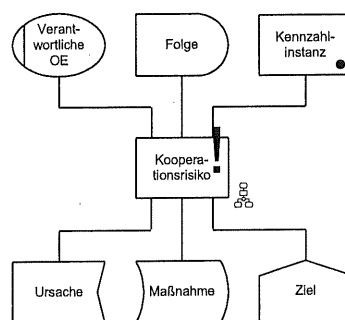 Verant-
wortliche
OE
Folge
Kennzahl-
instanz
Koopera-
tionsrisiko
Ursache
Maßnahme
Ziel